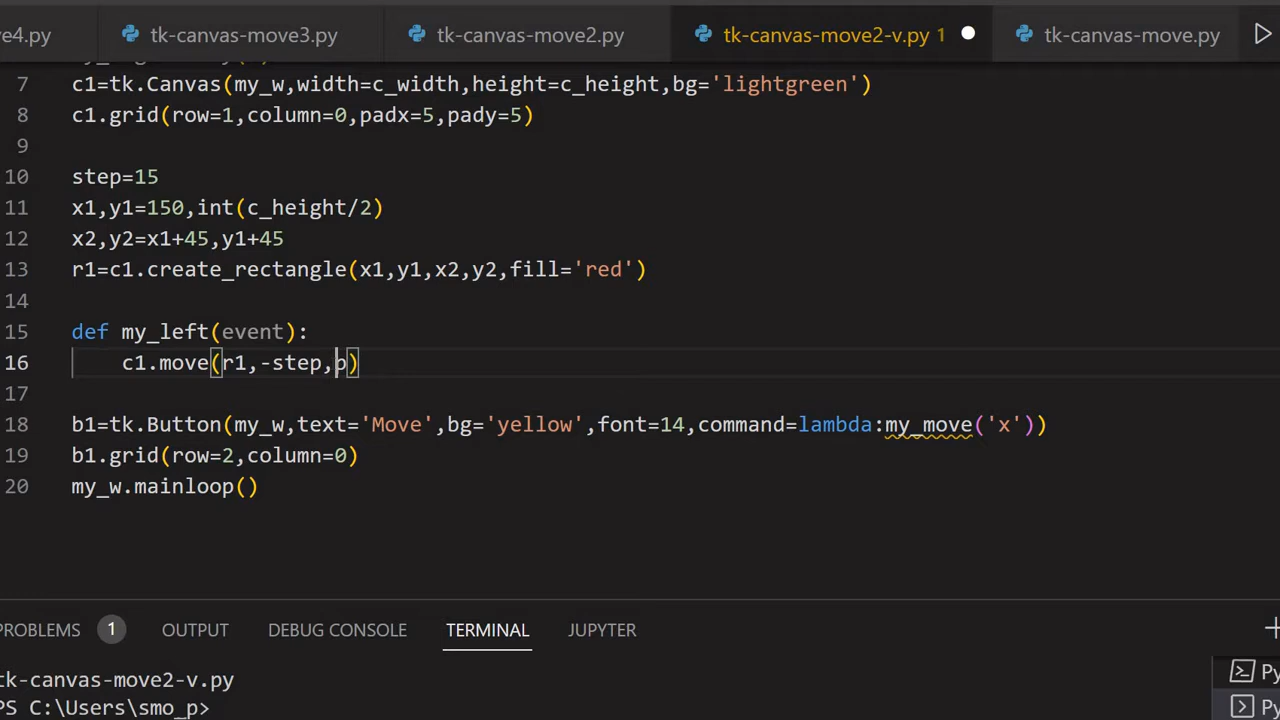 e4.py tk-canvas-move3.py tk-canvas-move2.py tk-canvas-move2-v.py 1 tk-canvas-move.py
7 c1=tk.Canvas(my_w,width=c_width,height=c_height,bg='lightgreen')
8 c1.grid(row=1,column=0,padx=5,pady=5)
9
10 step=15
11 x1,y1=150,int(c_height/2)
12 x2,y2=x1+45,y1+45
13 r1=c1.create_rectangle(x1,y1,x2,y2,fill='red')
14
15 def my_left(event):
16 c1.move(r1,-step,p)
17
18 b1=tk.Button(my_w,text='Move',bg='yellow',font=14,command=lambda:my_move('x'))
19 b1.grid(row=2,column=0)
20 my_w.mainloop()
PROBLEMS 1 OUTPUT DEBUG CONSOLE TERMINAL JUPYTER
tk-canvas-move2-v.py
PS C:\Users\smo_p>
Py
Py